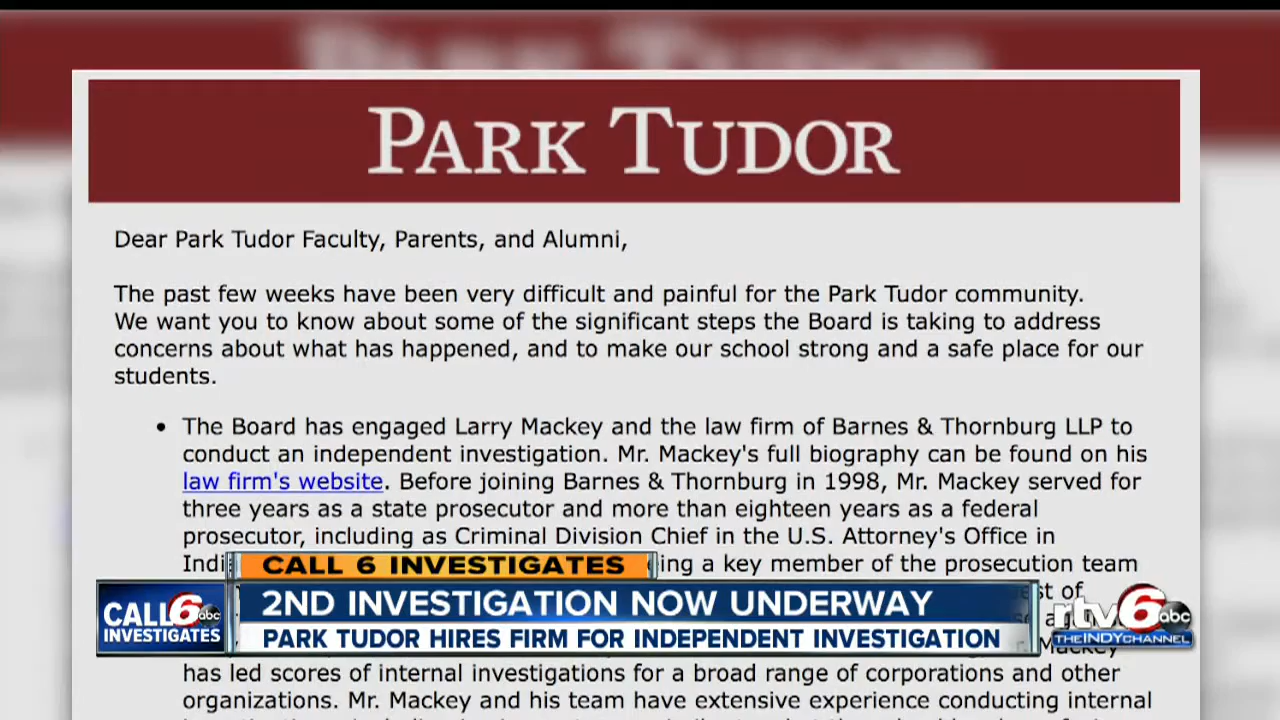 PARK TUDOR
Dear Park Tudor Faculty, Parents, and Alumni,
The past few weeks have been very difficult and painful for the Park Tudor community.
We want you to know about some of the significant steps the Board is taking to address
concerns about what has happened, and to make our school strong and a safe place for our
students.
• The Board has engaged Larry Mackey and the law firm of Barnes & Thornburg LLP to
conduct an independent investigation. Mr. Mackey's full biography can be found on his
law firm's website. Before joining Barnes & Thornburg in 1998, Mr. Mackey served for
three years as a state prosecutor and more than eighteen years as a federal
prosecutor, including as Criminal Division Chief in the U.S. Attorney's Office in
a key member of the prosecution team
of
CALL 6 INVESTIGATES
2ND INVESTIGATION NOW UNDERWAY
PARK TUDOR HIRES FIRM FOR INDEPENDENT INVESTIGATION
CALL 6 abc
INVESTIGATES
rtv6 abc
THEINDYCHANNEL
has led scores of internal investigations for a broad range of corporations and other
organizations. Mr. Mackey and his team have extensive experience conducting internal